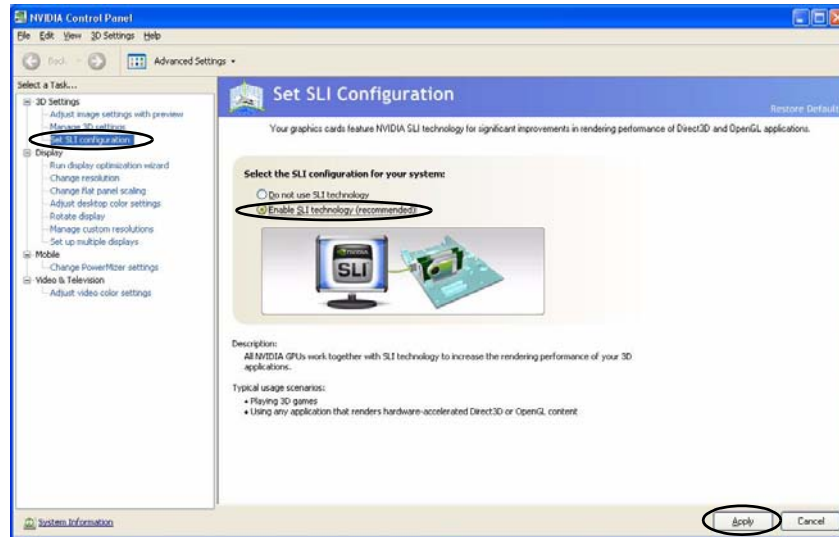 NVIDIA Control Panel
File Edit View 3D Settings Help
Back Advanced Settings
Select a Task...
3D Settings
Adjust image settings with preview
Manage 3D settings
Set SLI configuration
Display
Run display optimization wizard
Change resolution
Change flat panel scaling
Adjust desktop color settings
Rotate display
Manage custom resolutions
Set up multiple displays
Mobile
Change PowerMizer settings
Video & Television
Adjust video color settings
System Information
Set SLI Configuration
Restore Default
Your graphics cards feature NVIDIA SLI technology for significant improvements in rendering performance of Direct3D and OpenGL applications.
Select the SLI configuration for your system:
Do not use SLI technology
Enable SLI technology (recommended)
NVIDIA
SLI
Description:
All NVIDIA GPUs work together with SLI technology to increase the rendering performance of your 3D
applications.
Typical usage scenarios:
• Playing 3D games
• Using any application that renders hardware-accelerated Direct3D or OpenGL content
Apply Cancel